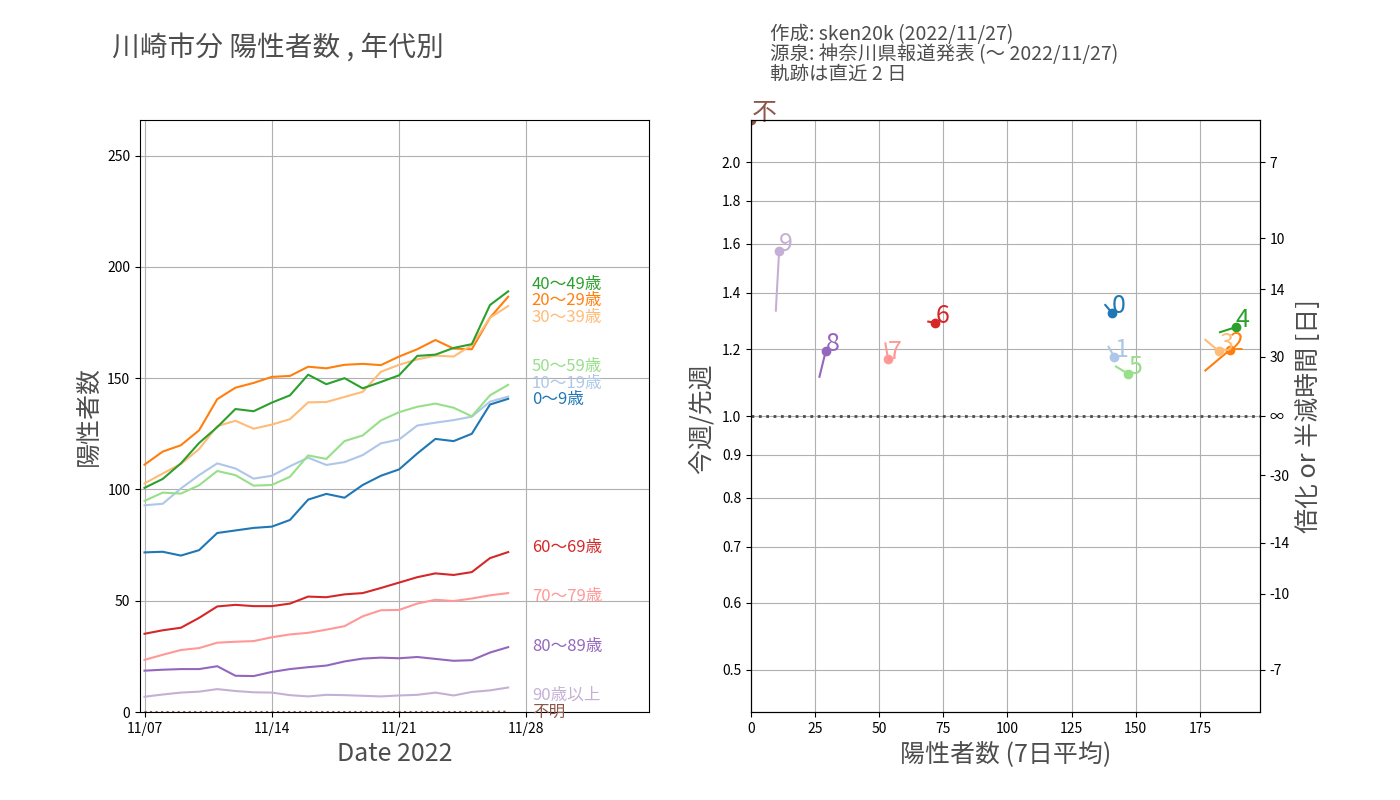 川崎市分 陽性者数 , 年代別
作成: sken20k (2022/11/27)
源泉: 神奈川県報道発表 (～ 2022/11/27)
軌跡は直近 2 日
陽性者数
250
200
150
100
50
0
11/07
11/14
11/21
11/28
Date 2022
40～49歳
20～29歳
30～39歳
50～59歳
10～19歳
0～9歳
60～69歳
70～79歳
80～89歳
90歳以上
不明
今週/先週
2.0
1.8
1.6
1.4
1.2
1.0
0.9
0.8
0.7
0.6
0.5
不
9
8
7
6
0
1
5
3
2
4
0
25
50
75
100
125
150
175
陽性者数 (7日平均)
7
10
14
30
∞
-30
-14
-10
-7
倍化 or 半減時間 [日]